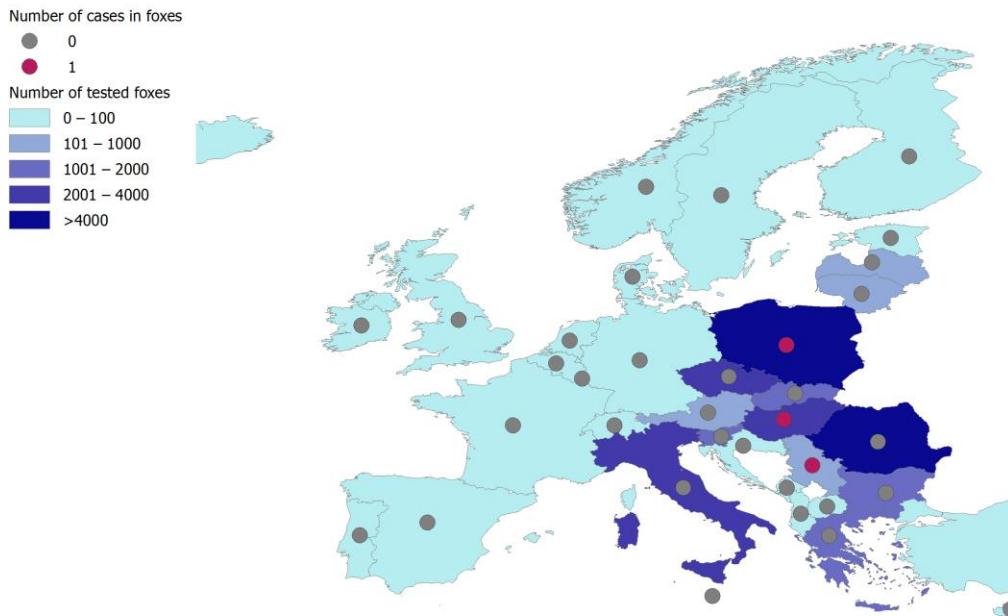 Number of cases in foxes
0
1
Number of tested foxes
0 – 100
101 – 1000
1001 – 2000
2001 – 4000
>4000